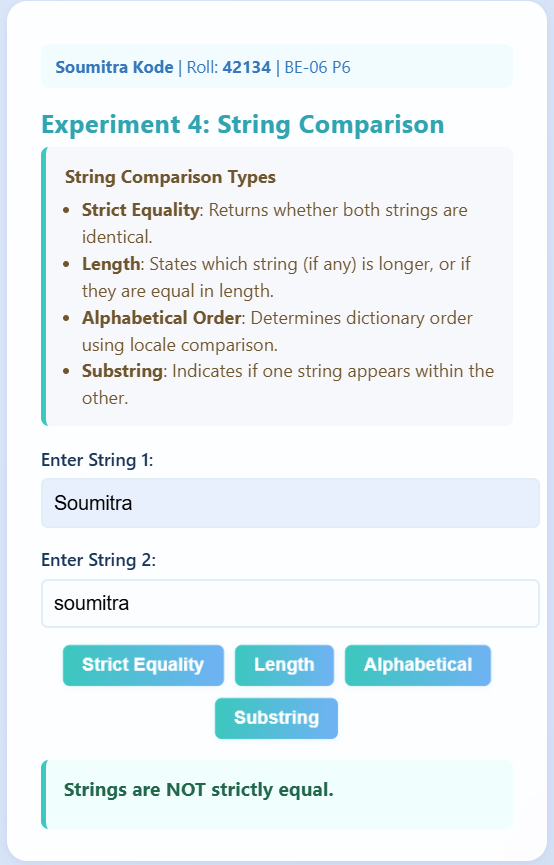 Soumitra Kode | Roll: 42134 | BE-06 P6
Experiment 4: String Comparison
String Comparison Types
• Strict Equality: Returns whether both strings are
identical.
• Length: States which string (if any) is longer, or if
they are equal in length.
• Alphabetical Order: Determines dictionary order
using locale comparison.
• Substring: Indicates if one string appears within the
other.
Enter String 1:
Soumitra
Enter String 2:
soumitra
Strict Equality Length Alphabetical
Substring
Strings are NOT strictly equal.